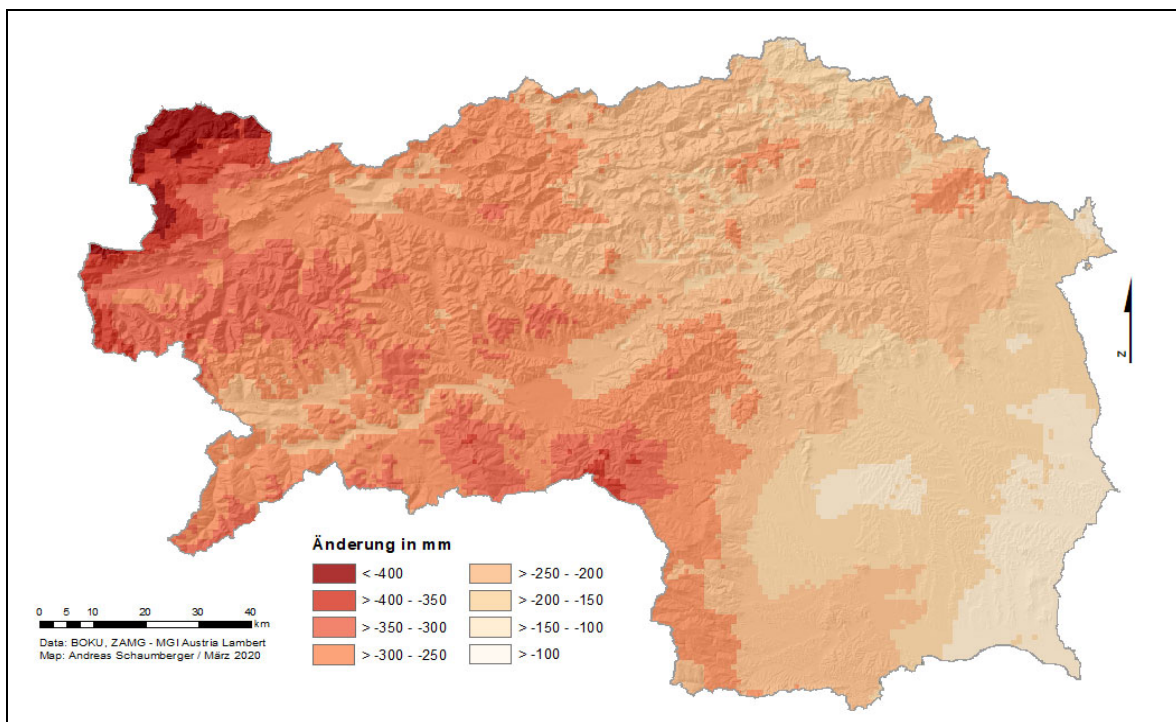 Änderung in mm
< -400
> -400 - -350
> -350 - -300
> -300 - -250
> -250 - -200
> -200 - -150
> -150 - -100
> -100
0 5 10 20 30 40
km
Data: BOKU, ZAMG - MGI Austria Lambert
Map: Andreas Schaumberger / März 2020
N